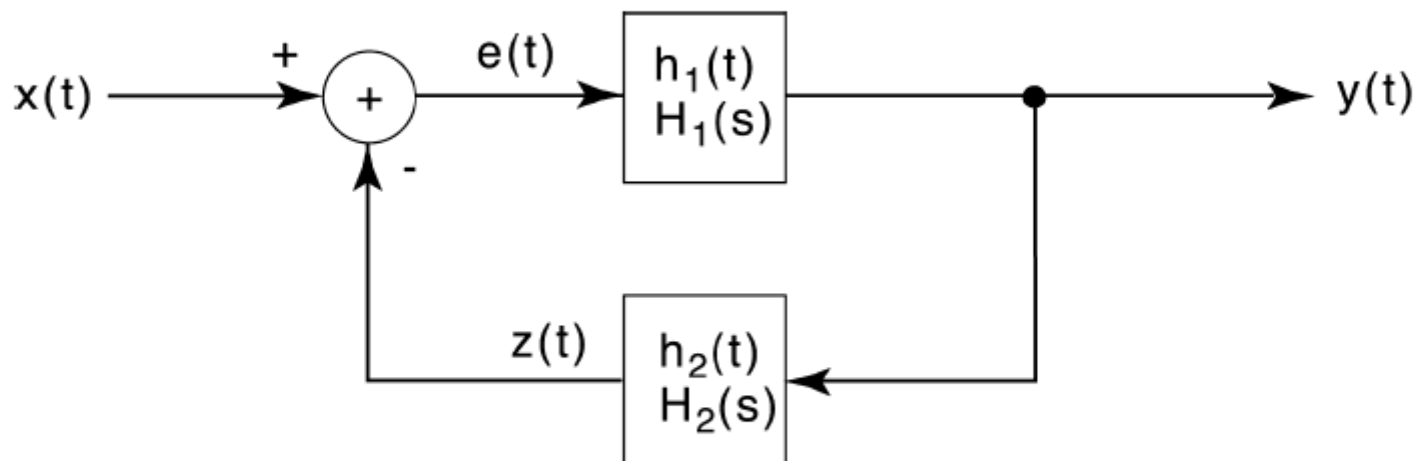 x(t)
+
+
e(t)
h₁(t)
H₁(s)
y(t)
-
z(t)
h₂(t)
H₂(s)